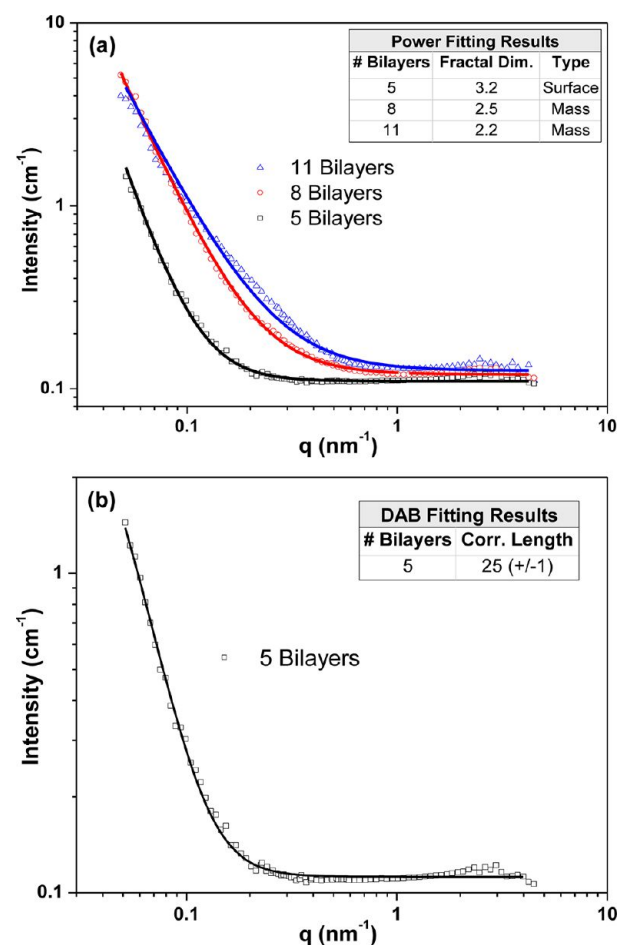 (a)
Power Fitting Results
# Bilayers Fractal Dim. Type
5 3.2 Surface
8 2.5 Mass
11 2.2 Mass
11 Bilayers
8 Bilayers
5 Bilayers
Intensity (cm⁻¹)
10
1
0.1
0.1 1 10
q (nm⁻¹)
(b)
DAB Fitting Results
# Bilayers Corr. Length
5 25 (+/-1)
5 Bilayers
Intensity (cm⁻¹)
1
0.1
0.1 1 10
q (nm⁻¹)